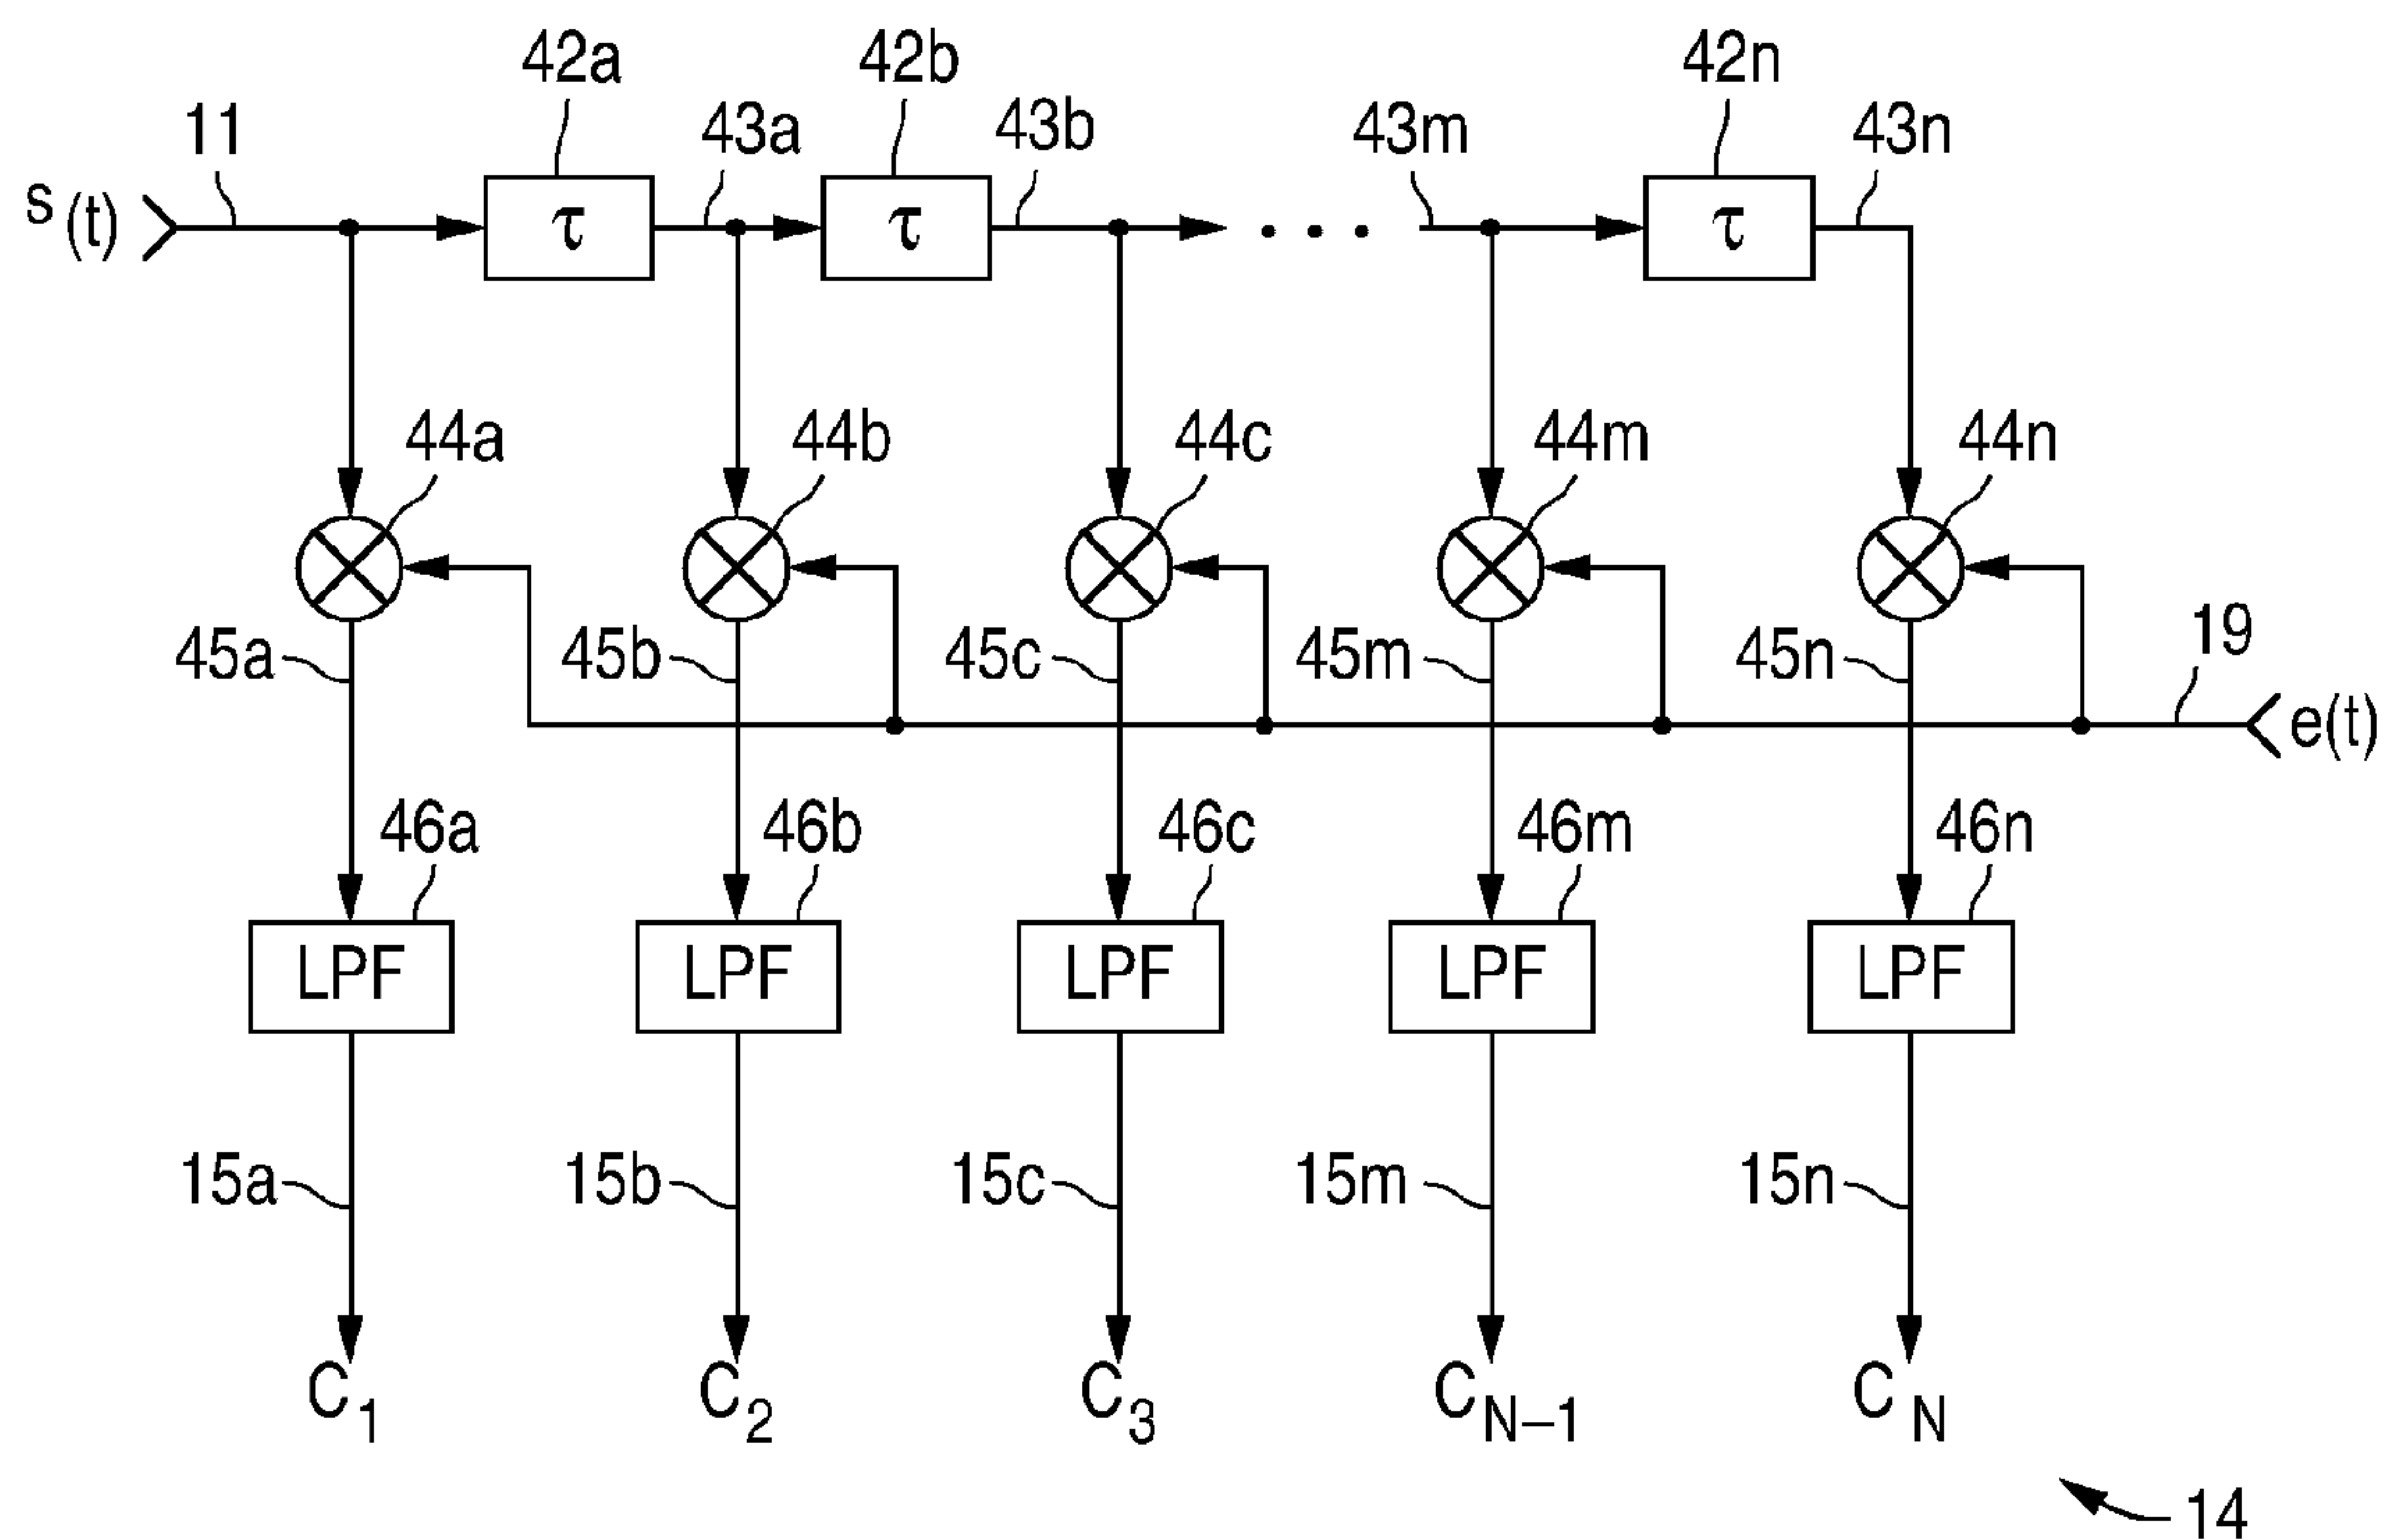 42a 42b 42n
11 43a 43b 43m 43n
s(t) τ τ . . . τ
44a 44b 44c 44m 44n
45a 45b 45c 45m 45n 19
e(t)
46a 46b 46c 46m 46n
LPF LPF LPF LPF LPF
15a 15b 15c 15m 15n
C1 C2 C3 CN–1 CN
14